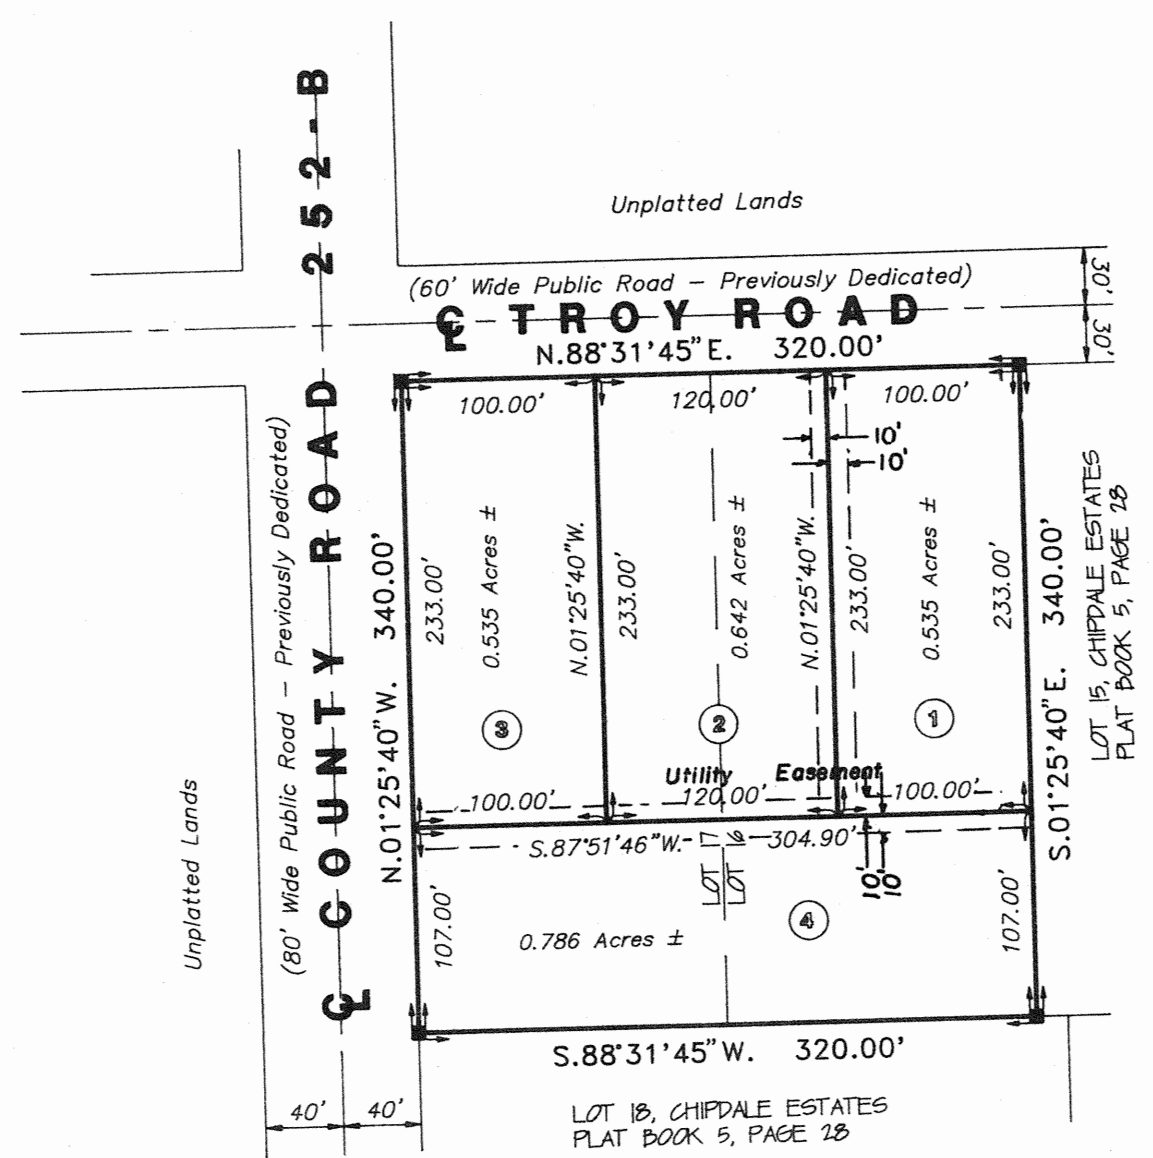 COUNTY ROAD 252-B
(80' Wide Public Road – Previously Dedicated)
Unplatted Lands
(60' Wide Public Road – Previously Dedicated)
℄ TROY ROAD
30'
30'
N.88°31'45"E. 320.00'
100.00'
120.00'
100.00'
10'
10'
N.01°25'40"W. 340.00'
233.00'
0.535 Acres ±
N.01°25'40"W.
233.00'
0.642 Acres ±
N.01°25'40"W.
233.00'
0.535 Acres ±
233.00'
S.01°25'40"E. 340.00'
LOT 15, CHIPDALE ESTATES
PLAT BOOK 5, PAGE 28
3
2
1
Utility Easement
100.00'
120.00'
100.00'
S.87°51'46"W. 304.90'
LOT 17
LOT 16
10'
10'
Unplatted Lands
107.00'
0.786 Acres ±
4
107.00'
℄
S.88°31'45"W. 320.00'
40'
40'
LOT 18, CHIPDALE ESTATES
PLAT BOOK 5, PAGE 28